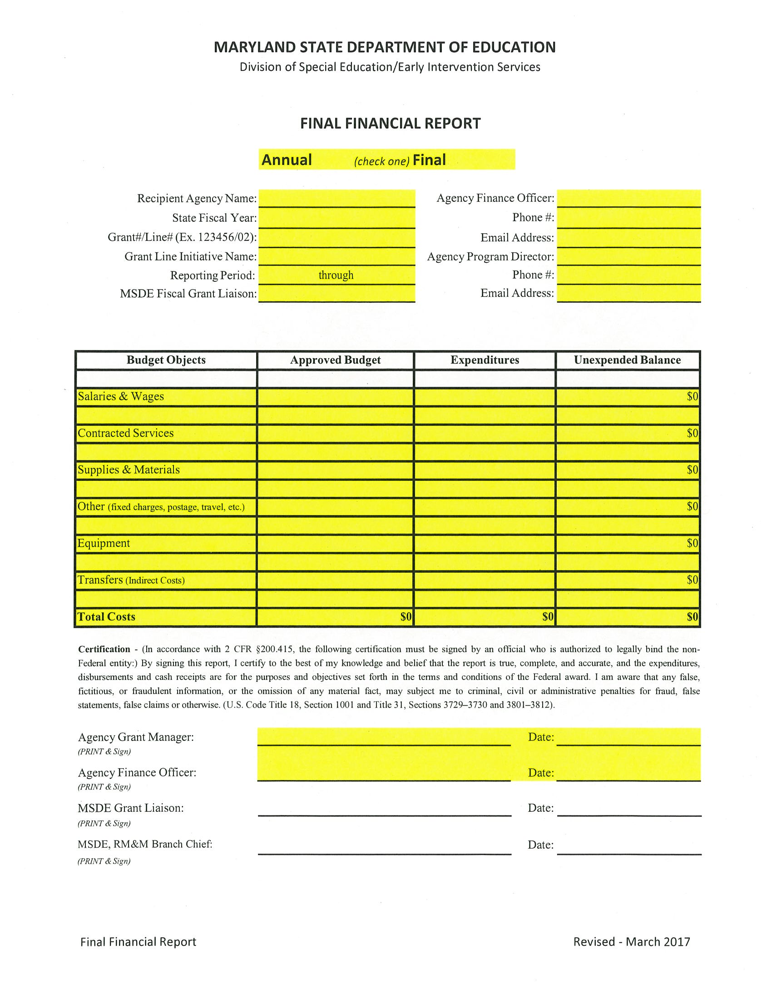 MARYLAND STATE DEPARTMENT OF EDUCATION
Division of Special Education/Early Intervention Services
FINAL FINANCIAL REPORT
Annual (check one) Final
Recipient Agency Name: Agency Finance Officer:
State Fiscal Year: Phone #:
Grant#/Line# (Ex. 123456/02): Email Address:
Grant Line Initiative Name: Agency Program Director:
Reporting Period: through Phone #:
MSDE Fiscal Grant Liaison: Email Address:
Budget Objects Approved Budget Expenditures Unexpended Balance
Salaries & Wages $0
Contracted Services $0
Supplies & Materials $0
Other (fixed charges, postage, travel, etc.) $0
Equipment $0
Transfers (Indirect Costs) $0
Total Costs $0 $0 $0
Certification - (In accordance with 2 CFR §200.415, the following certification must be signed by an official who is authorized to legally bind the non-
Federal entity:) By signing this report, I certify to the best of my knowledge and belief that the report is true, complete, and accurate, and the expenditures,
disbursements and cash receipts are for the purposes and objectives set forth in the terms and conditions of the Federal award. I am aware that any false,
fictitious, or fraudulent information, or the omission of any material fact, may subject me to criminal, civil or administrative penalties for fraud, false
statements, false claims or otherwise. (U.S. Code Title 18, Section 1001 and Title 31, Sections 3729–3730 and 3801–3812).
Agency Grant Manager: Date:
(PRINT & Sign)
Agency Finance Officer: Date:
(PRINT & Sign)
MSDE Grant Liaison: Date:
(PRINT & Sign)
MSDE, RM&M Branch Chief: Date:
(PRINT & Sign)
Final Financial Report Revised - March 2017